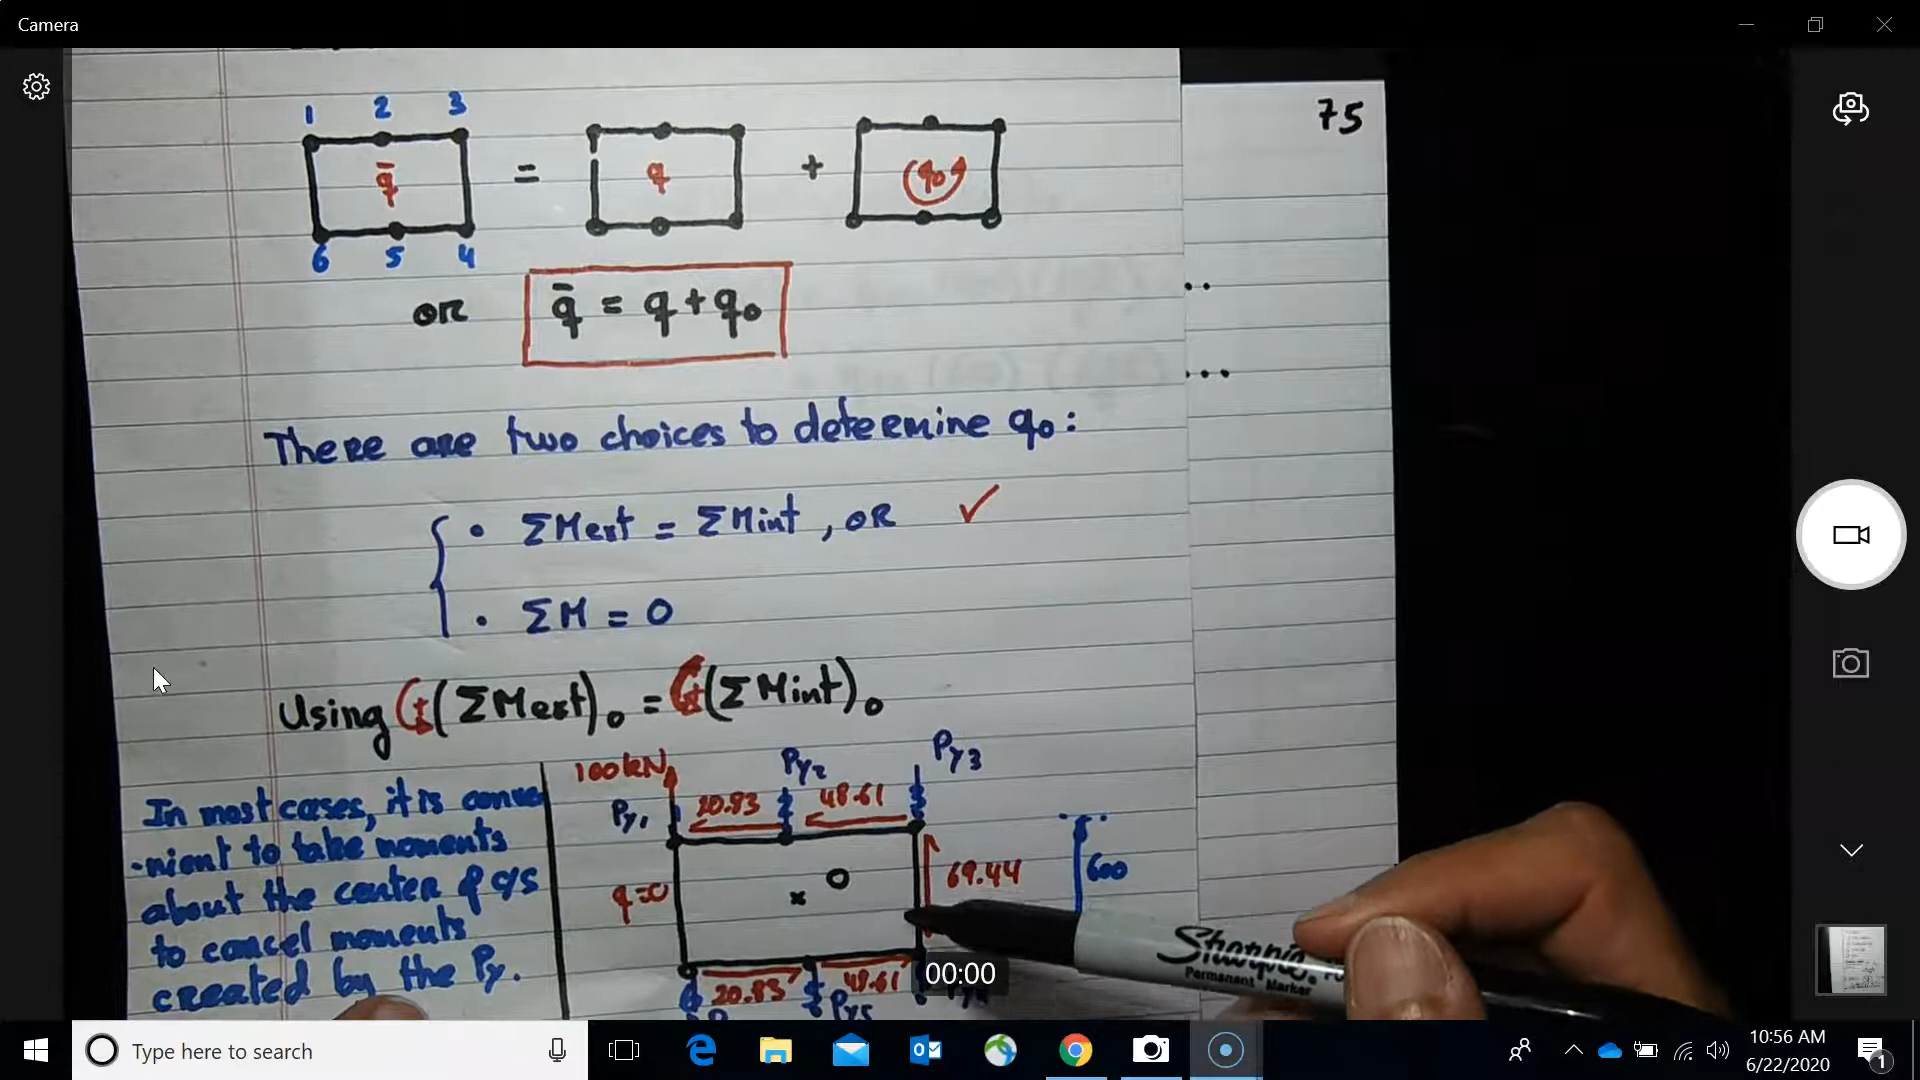 Camera
75
1 2 3
q̄ = q + q₀
6 5 4
OR q̄ = q + q₀
There are two choices to determine q₀:
• ΣMext = ΣMint , OR ✓
• ΣM = 0
Using (ΣMext)₀ = (ΣMint)₀
In most cases, it is conve
-nient to take moments
about the center of c/s
to cancel moments
created by the Py.
100kN Py₂ Py₃
Py₁ 20.83 48.61
q=0 × O 69.44 600
20.83 48.61
Py₅
Sharpie
Permanent Marker
00:00
Type here to search
10:56 AM
6/22/2020
1